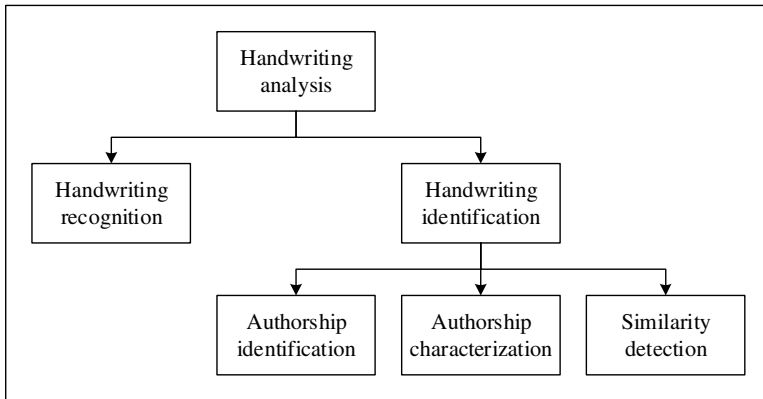 Handwriting
analysis
Handwriting
recognition
Handwriting
identification
Authorship
identification
Authorship
characterization
Similarity
detection